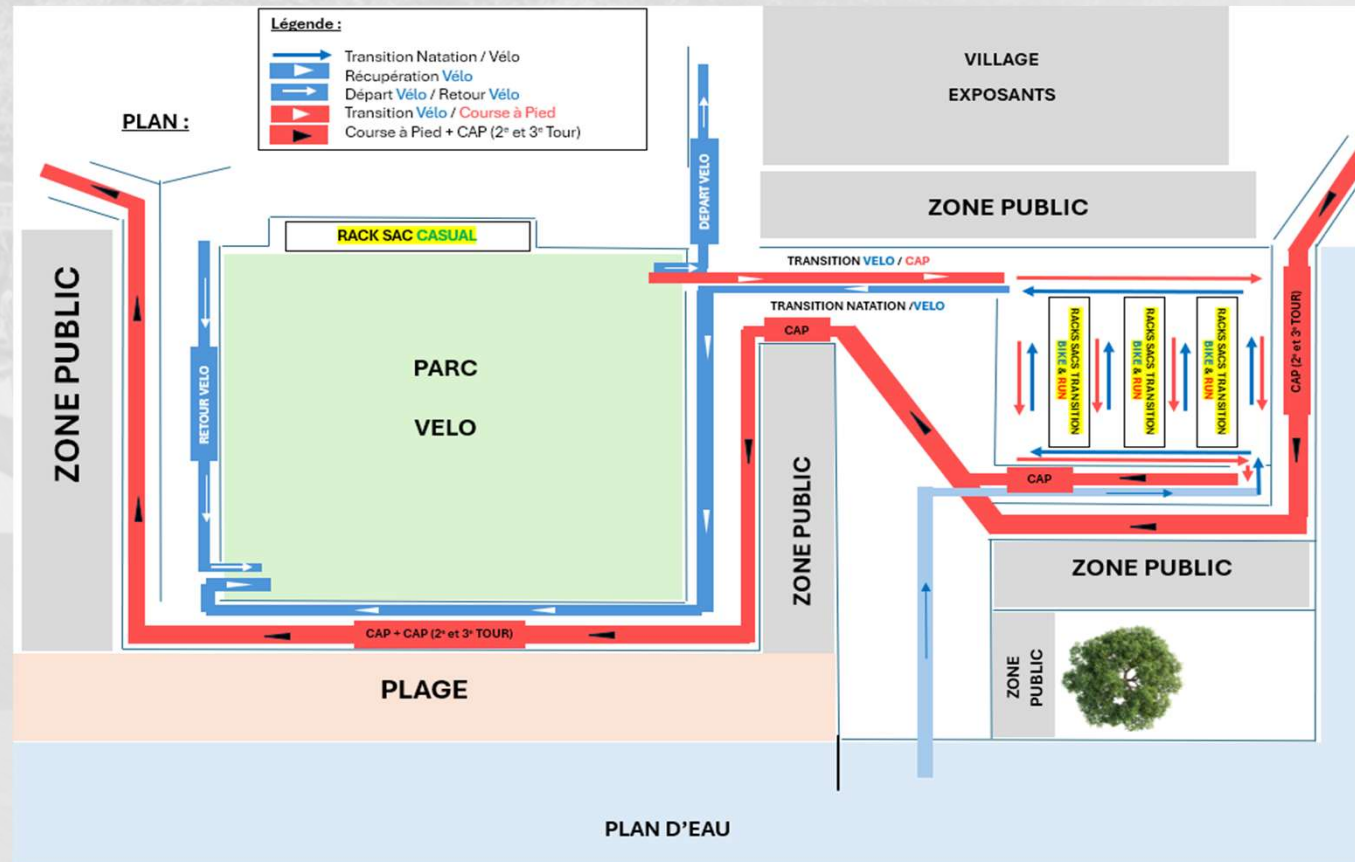 Légende :
Transition Natation / Vélo
Récupération Vélo
Départ Vélo / Retour Vélo
Transition Vélo / Course à Pied
Course à Pied + CAP (2e et 3e Tour)
PLAN :
VILLAGE
EXPOSANTS
ZONE PUBLIC
DEPART VELO
RACK SAC CASUAL
ZONE PUBLIC
RETOUR VELO
PARC
VELO
TRANSITION VELO / CAP
TRANSITION NATATION /VELO
CAP
RACKS SACS TRANSITION
BIKE & RUN
RACKS SACS TRANSITION
BIKE & RUN
RACKS SACS TRANSITION
BIKE & RUN
CAP (2e et 3e TOUR)
CAP
ZONE PUBLIC
ZONE PUBLIC
CAP + CAP (2e et 3e TOUR)
ZONE
PUBLIC
PLAGE
PLAN D'EAU